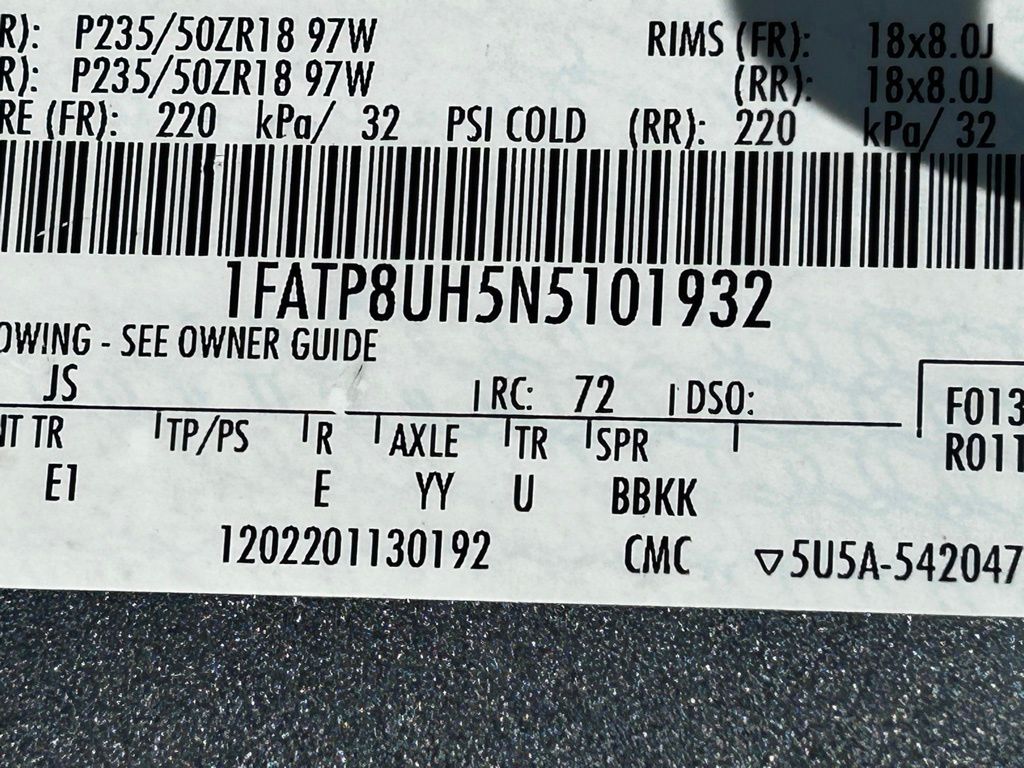 R): P235/50ZR18 97W RIMS (FR): 18x8.0J
R): P235/50ZR18 97W (RR): 18x8.0J
RE (FR): 220 kPa/ 32 PSI COLD (RR): 220 kPa/ 32
1FATP8UH5N5101932
OWING - SEE OWNER GUIDE
JS RC: 72 DSO: F013
NT TR TP/PS R AXLE TR SPR R011
E1 E YY U BBKK
1202201130192 CMC ▽5U5A-542047